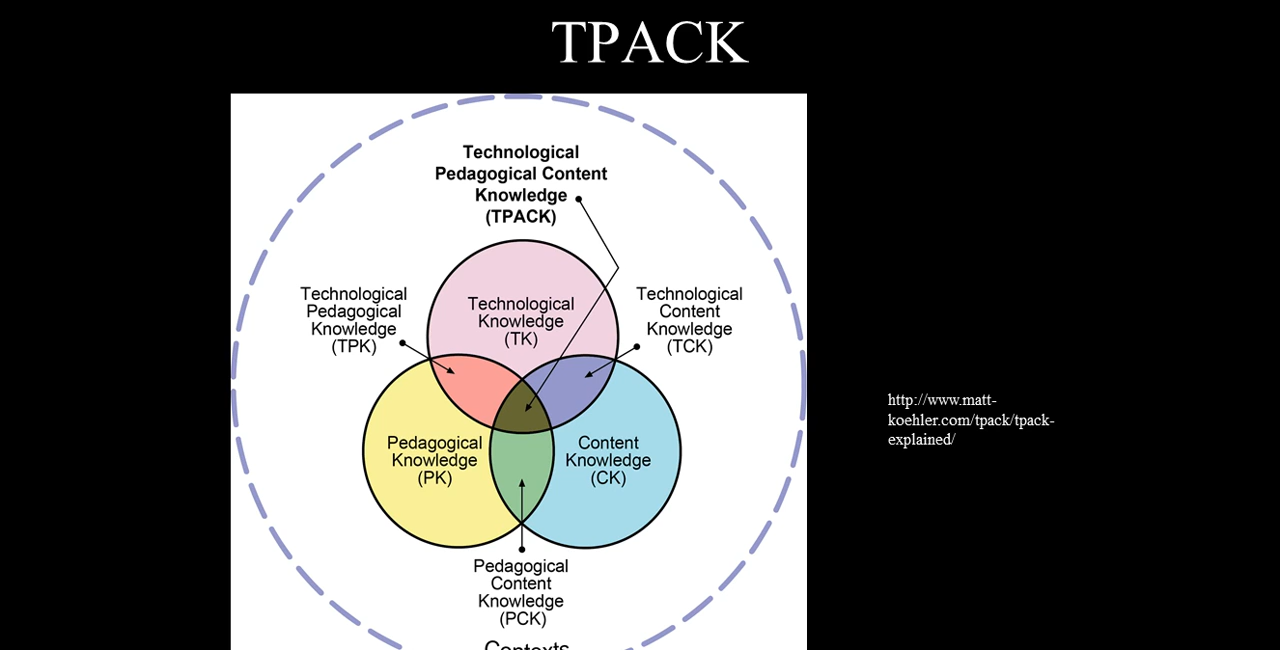 TPACK
Technological
Pedagogical Content
Knowledge
(TPACK)
Technological
Pedagogical
Knowledge
(TPK)
Technological
Knowledge
(TK)
Technological
Content
Knowledge
(TCK)
Pedagogical
Knowledge
(PK)
Content
Knowledge
(CK)
Pedagogical
Content
Knowledge
(PCK)
Contexts
http://www.matt-
koehler.com/tpack/tpack-
explained/